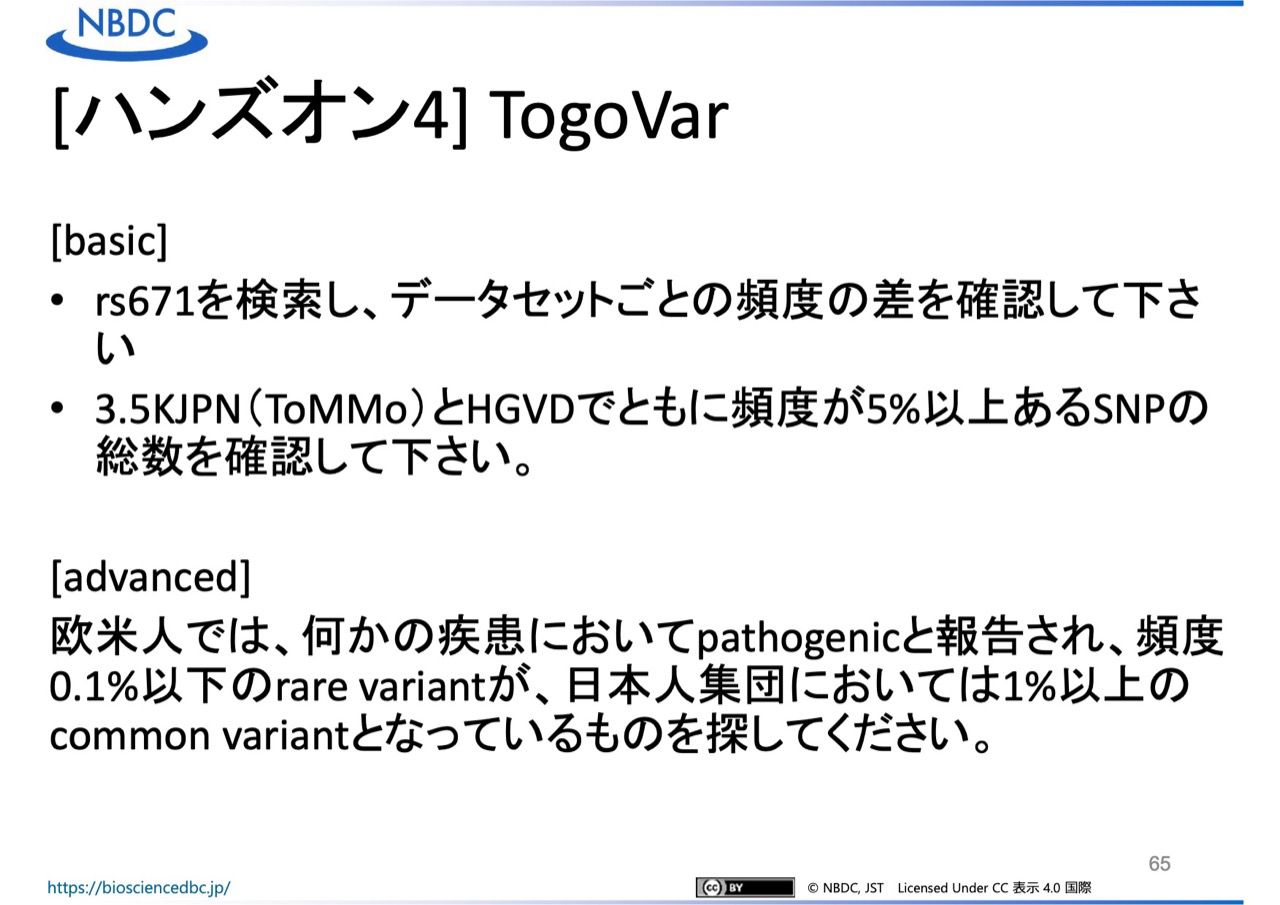 NBDC
[ハンズオン4] TogoVar
[basic]
• rs671を検索し、データセットごとの頻度の差を確認して下さ
い
• 3.5KJPN（ToMMo）とHGVDでともに頻度が5%以上あるSNPの
総数を確認して下さい。
[advanced]
欧米人では、何かの疾患においてpathogenicと報告され、頻度
0.1%以下のrare variantが、日本人集団においては1%以上の
common variantとなっているものを探してください。
65
https://biosciencedbc.jp/
cc BY
© NBDC, JST Licensed Under CC 表示 4.0 国際